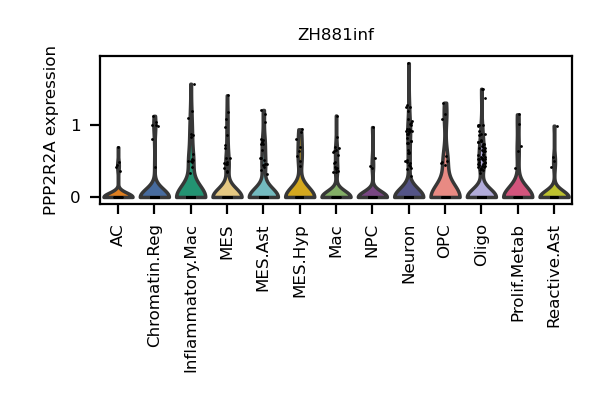 ZH881inf
PPP2R2A expression
1
0
AC
Chromatin.Reg
Inflammatory.Mac
MES
MES.Ast
MES.Hyp
Mac
NPC
Neuron
OPC
Oligo
Prolif.Metab
Reactive.Ast